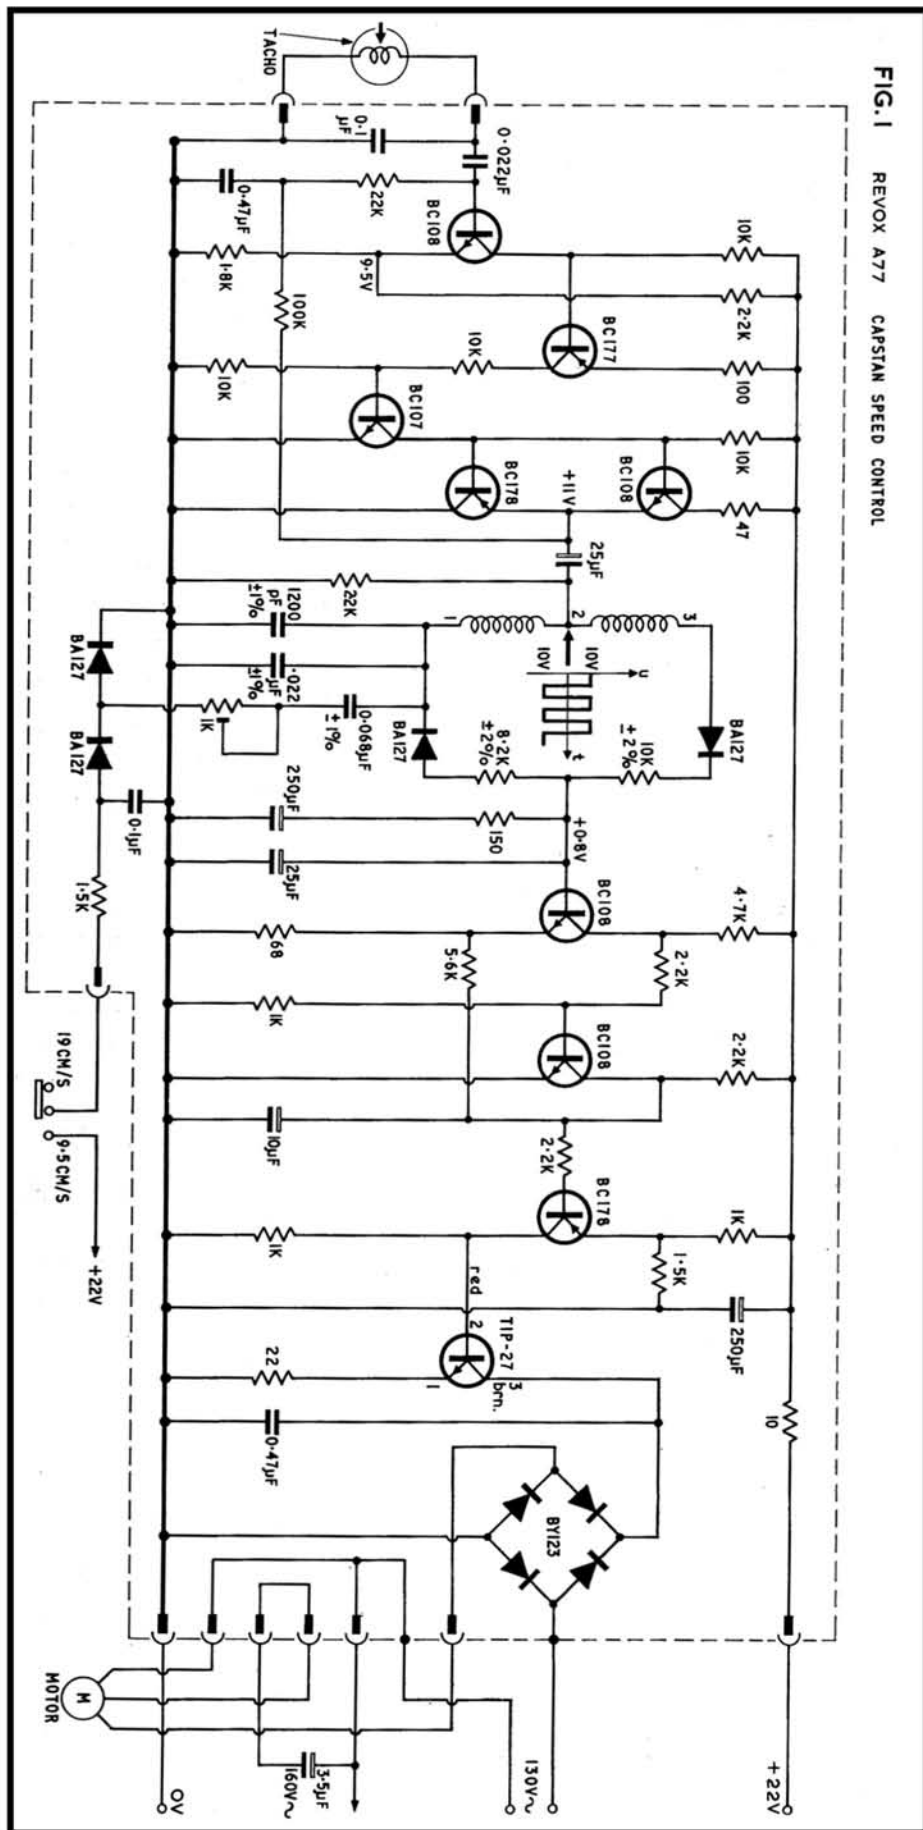 FIG.1 REVOX A77 CAPSTAN SPEED CONTROL
TACHO
0·1
µF
0·022µF
0·47µF
22K
BC108
10K
1·8K
9·5V
2·2K
100K
BC177
10K
100
10K
BC107
10K
BC178
BC108
+11V
47
25µF
22K
1200
pF
±1%
1
2
3
10V
10V
u
t
BA127
BA127
·022
µF
±1%
1K
0·068µF
±1%
BA127
8·2K
±2%
10K
±2%
BA127
0·1µF
250µF
150
+0·8V
25µF
1·5K
BC108
4·7K
68
5·6K
2·2K
1K
BC108
2·2K
19CM/S
9·5CM/S
+22V
10µF
2·2K
BC178
1K
1K
1·5K
250µF
red
2
TIP-27
3
brn.
1
22
0·47µF
10
BY123
MOTOR
M
3·5µF
160V~
130V~
0V
+22V